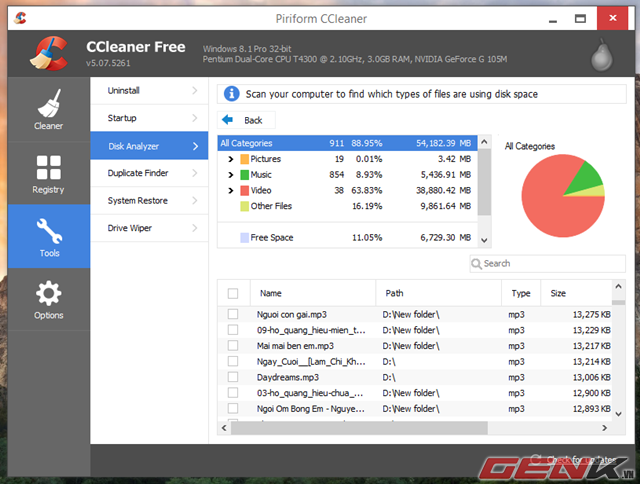 Piriform CCleaner
CCleaner Free
v5.07.5261
Windows 8.1 Pro 32-bit
Pentium Dual-Core CPU T4300 @ 2.10GHz, 3.0GB RAM, NVIDIA GeForce G 105M
Cleaner
Registry
Tools
Options
Uninstall
Startup
Disk Analyzer
Duplicate Finder
System Restore
Drive Wiper
Scan your computer to find which types of files are using disk space
Back
All Categories 911 88.95% 54,182.39 MB
Pictures 19 0.01% 3.42 MB
Music 854 8.93% 5,436.91 MB
Video 38 63.83% 38,880.42 MB
Other Files 16.19% 9,861.64 MB
Free Space 11.05% 6,729.30 MB
All Categories
Search
Name Path Type Size
Nguoi con gai.mp3 D:\New folder\ mp3 13,275 KB
09-ho_quang_hieu-mien_t... D:\New folder\ mp3 13,229 KB
Mai mai ben em.mp3 D:\New folder\ mp3 13,217 KB
Ngay_Cuoi__[Lam_Chi_Kh... D:\ mp3 13,214 KB
Daydreams.mp3 D:\ mp3 13,006 KB
03-ho_quang_hieu-chua_... D:\New folder\ mp3 12,900 KB
Ngoi Om Bong Em - Nguye... D:\New folder\ mp3 12,893 KB
Check for updates
GENK.VN